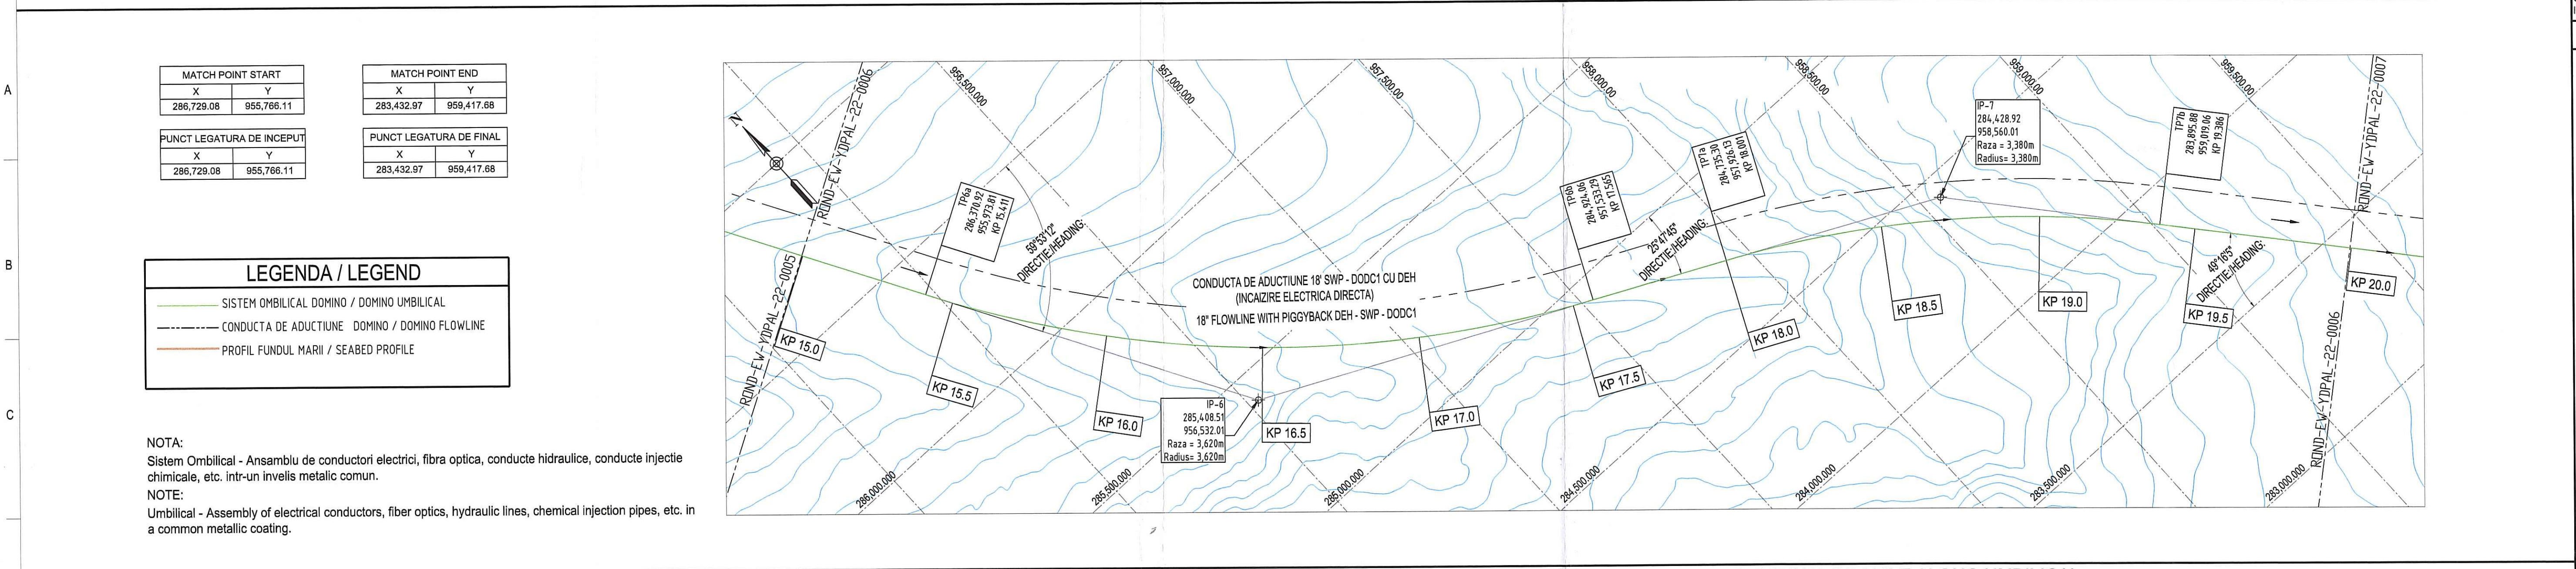 A
B
C
MATCH POINT START
X Y
286,729.08 955,766.11
MATCH POINT END
X Y
283,432.97 959,417.68
PUNCT LEGATURA DE INCEPUT
X Y
286,729.08 955,766.11
PUNCT LEGATURA DE FINAL
X Y
283,432.97 959,417.68
LEGENDA / LEGEND
SISTEM OMBILICAL DOMINO / DOMINO UMBILICAL
CONDUCTA DE ADUCTIUNE DOMINO / DOMINO FLOWLINE
PROFIL FUNDUL MARII / SEABED PROFILE
NOTA:
Sistem Ombilical - Ansamblu de conductori electrici, fibra optica, conducte hidraulice, conducte injectie
chimicale, etc. intr-un invelis metalic comun.
NOTE:
Umbilical - Assembly of electrical conductors, fiber optics, hydraulic lines, chemical injection pipes, etc. in
a common metallic coating.
N
ROND-EW-YDPAL-22-0006
ROND-EW-YDPAL-22-0005
956,500.000
957,000.000
957,500.00
958,000.00
958,500.00
959,000.00
959,500.00
TP6a
286,370.92
955,973.81
KP 15.411
59°53'12"
DIRECTIE/HEADING:
CONDUCTA DE ADUCTIUNE 18' SWP - DODC1 CU DEH
(INCAIZIRE ELECTRICA DIRECTA)
18" FLOWLINE WITH PIGGYBACK DEH - SWP - DODC1
TP6b
284,924.06
957,533.29
KP 17.565
25°47'45"
DIRECTIE/HEADING:
TP7a
284,735.30
957,926.13
KP 18.001
IP-7
284,428.92
958,560.01
Raza = 3,380m
Radius= 3,380m
TP7b
283,895.88
959,019.06
KP 19.386
49°16'5"
DIRECTIE/HEADING:
ROND-EW-YDPAL-22-0007
ROND-EW-YDPAL-22-0006
KP 15.0
KP 15.5
KP 16.0
IP-6
285,408.51
956,532.01
Raza = 3,620m
Radius= 3,620m
KP 16.5
KP 17.0
KP 17.5
KP 18.0
KP 18.5
KP 19.0
KP 19.5
KP 20.0
286,000.000
285,500.000
285,000.000
284,500.000
284,000.000
283,500.000
283,000.000